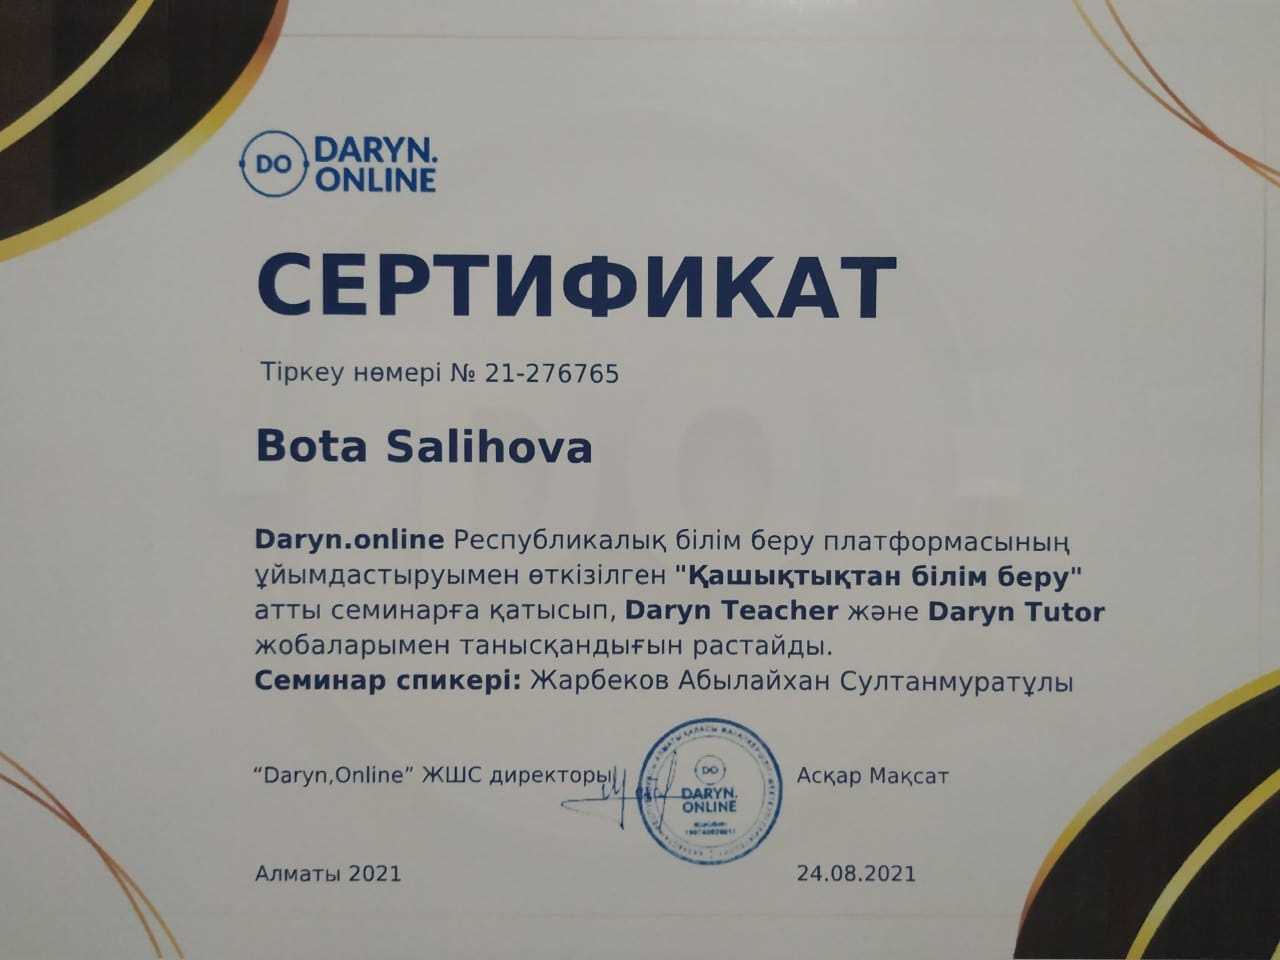 DO DARYN.
ONLINE
СЕРТИФИКАТ
Тіркеу нөмері № 21-276765
Bota Salihova
Daryn.online Республикалық білім беру платформасының
ұйымдастыруымен өткізілген "Қашықтықтан білім беру"
атты семинарға қатысып, Daryn Teacher және Daryn Tutor
жобаларымен танысқандығын растайды.
Семинар спикері: Жарбеков Абылайхан Султанмуратұлы
“Daryn,Online” ЖШС директоры
DO
DARYN.
ONLINE
Асқар Мақсат
Алматы 2021
24.08.2021